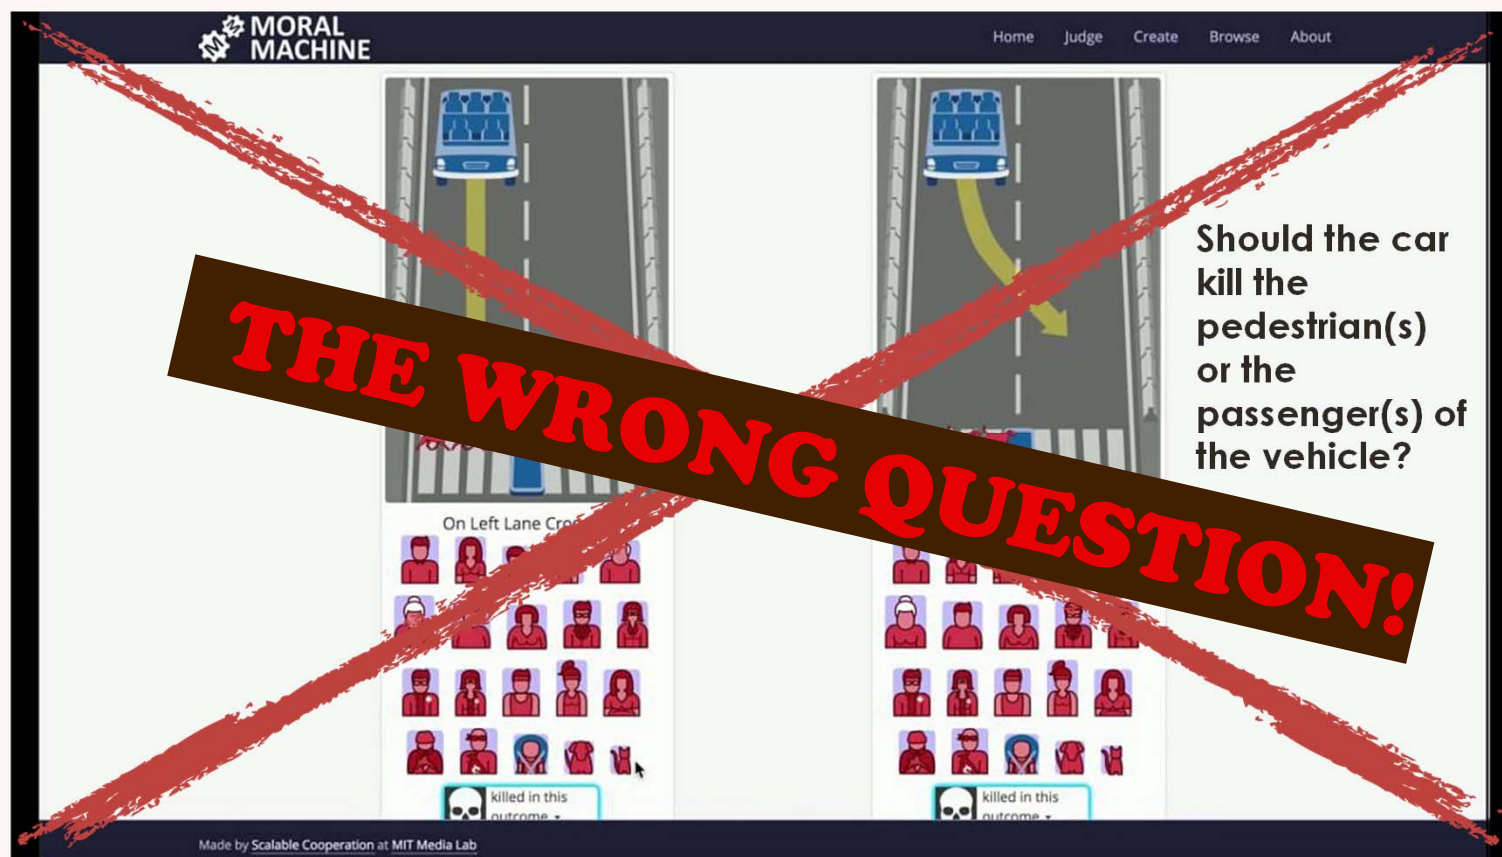 MORAL
MACHINE
Home Judge Create Browse About
Should the car
kill the
pedestrian(s)
or the
passenger(s) of
the vehicle?
THE WRONG QUESTION!
On Left Lane
killed in this
outcome
killed in this
outcome
Made by Scalable Cooperation at MIT Media Lab